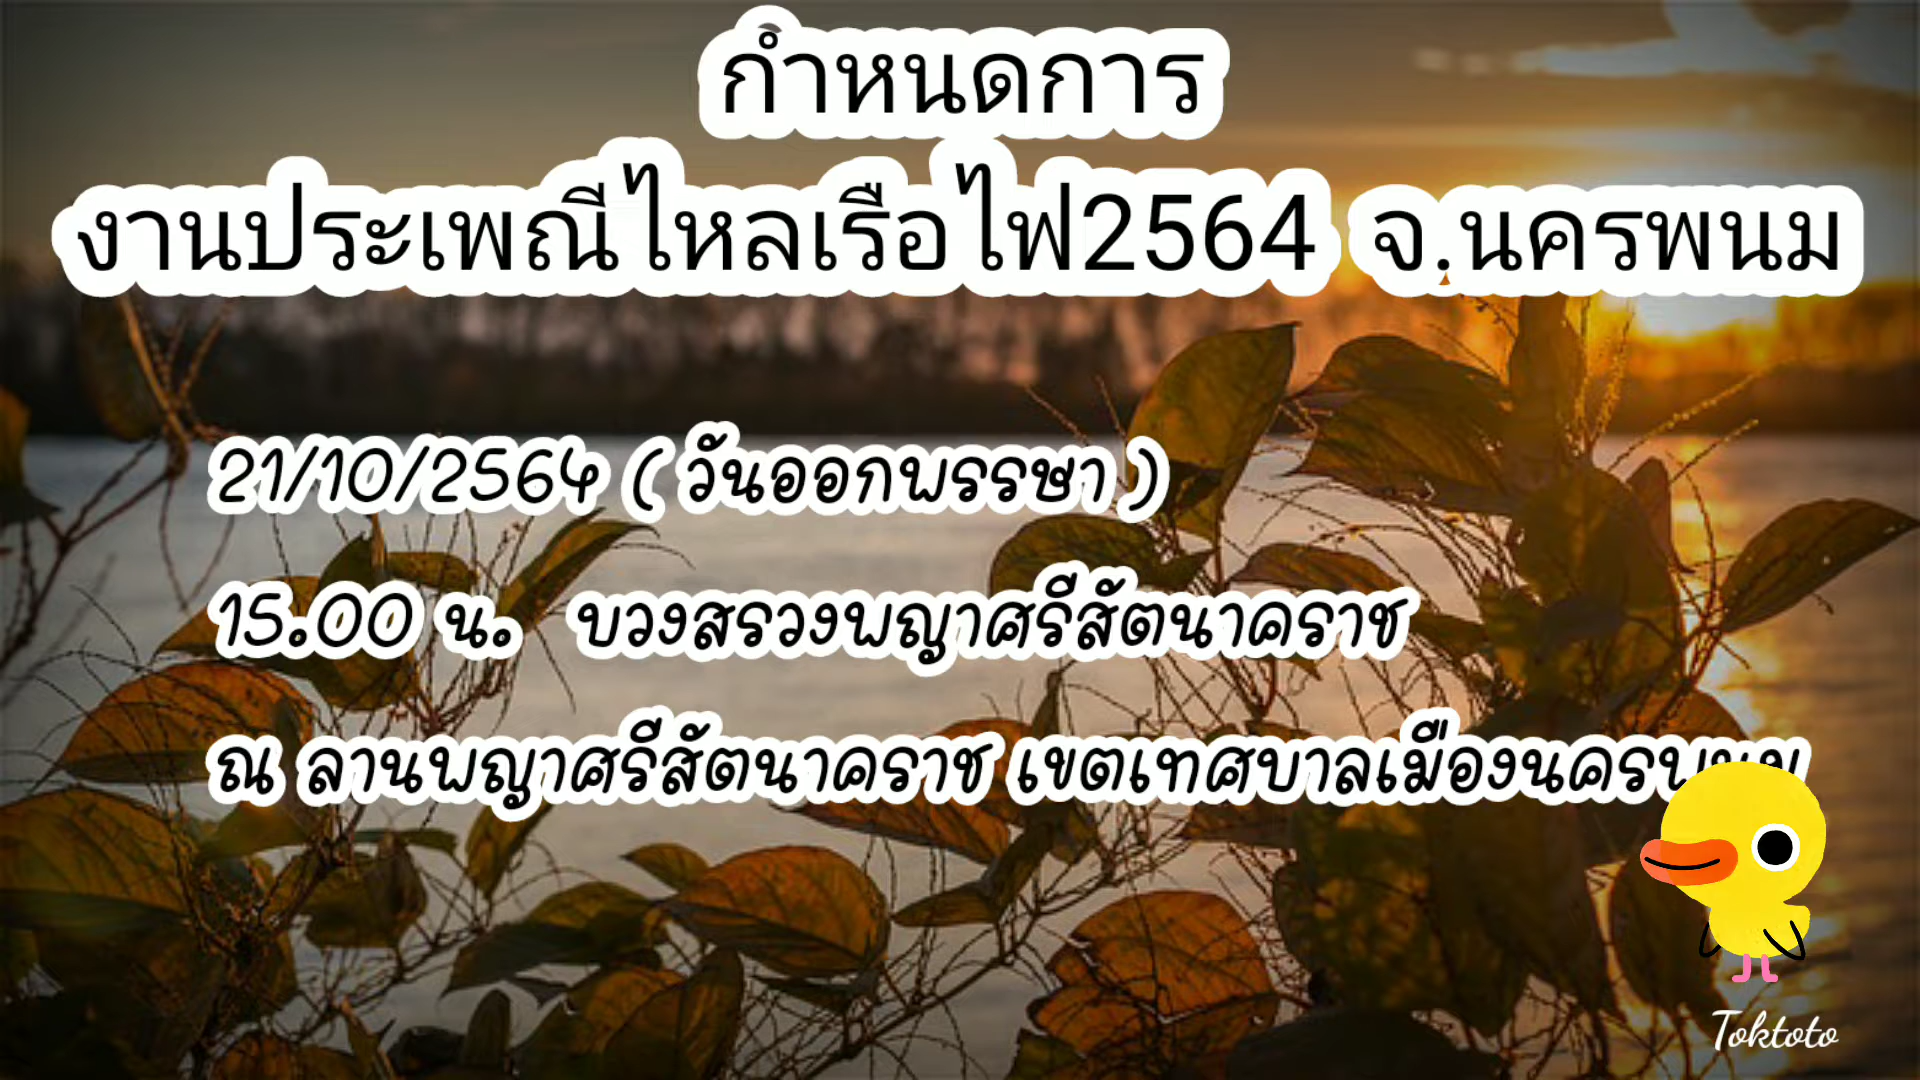 กำหนดการ
งานประเพณีไหลเรือไฟ2564 จ.นครพนม
21/10/2564 ( วันออกพรรษา )
15.00 น. บวงสรวงพญาศรีสัตนาคราช
ณ ลานพญาศรีสัตนาคราช เขตเทศบาลเมืองนครพนม
Toktoto